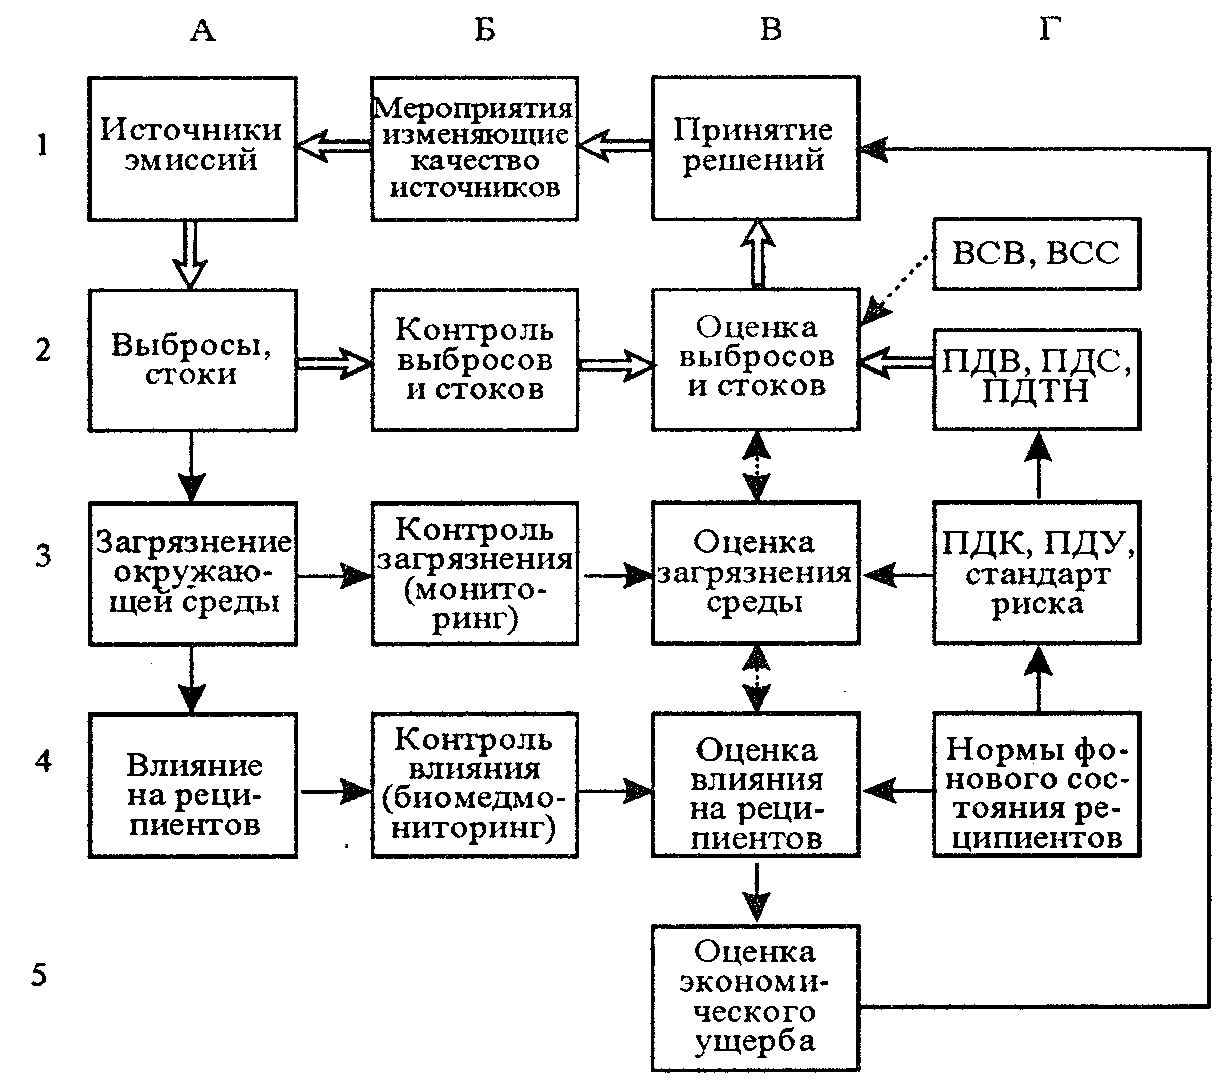 А Б В Г
1
Источники
эмиссий
Мероприятия
изменяющие
качество
источников
Принятие
решений
ВСВ, ВСС
2
Выбросы,
стоки
Контроль
выбросов
и стоков
Оценка
выбросов
и стоков
ПДВ, ПДС,
ПДТН
3
Загрязнение
окружаю-
щей среды
Контроль
загрязнения
(монито-
ринг)
Оценка
загрязнения
среды
ПДК, ПДУ,
стандарт
риска
4
Влияние
на реци-
пиентов
Контроль
влияния
(биомедмо-
ниторинг)
Оценка
влияния
на реци-
пиентов
Нормы фо-
нового сос-
тояния ре-
ципиентов
5
Оценка
экономи-
ческого
ущерба